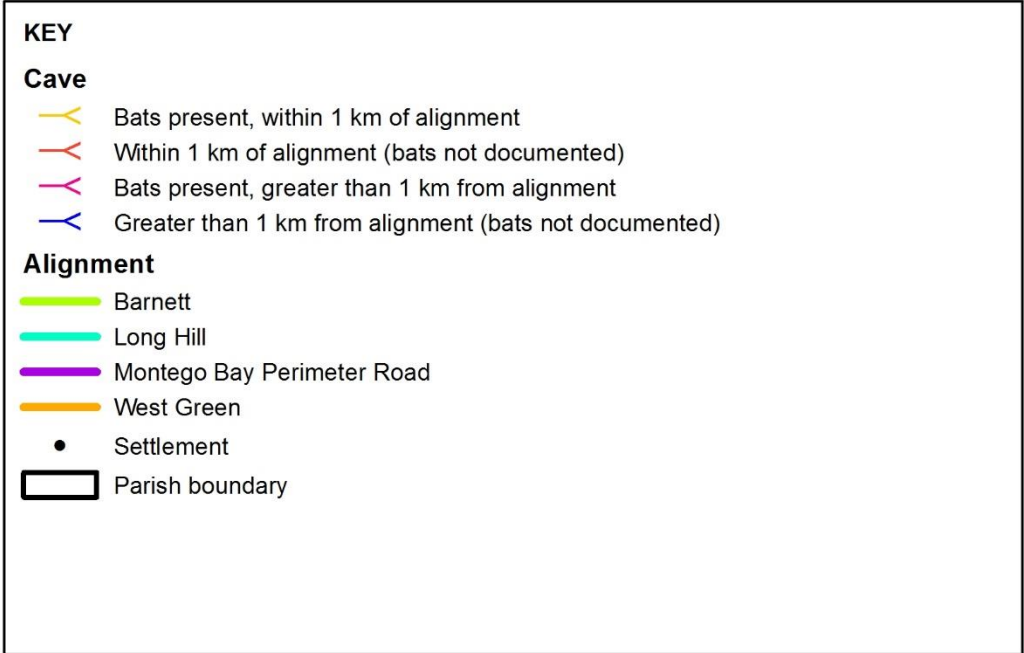 KEY
Cave
Bats present, within 1 km of alignment
Within 1 km of alignment (bats not documented)
Bats present, greater than 1 km from alignment
Greater than 1 km from alignment (bats not documented)
Alignment
Barnett
Long Hill
Montego Bay Perimeter Road
West Green
Settlement
Parish boundary